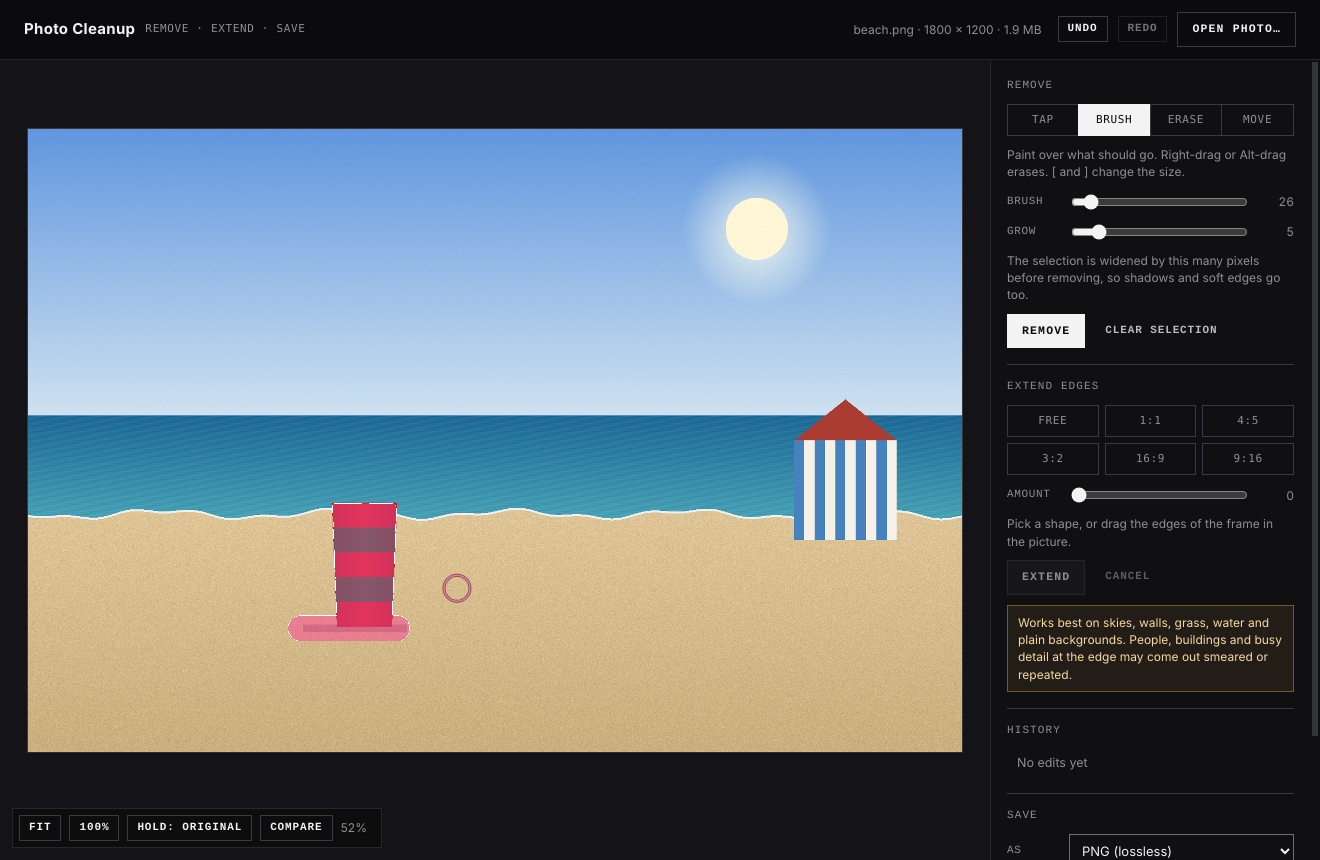 Photo Cleanup REMOVE · EXTEND · SAVE
beach.png · 1800 × 1200 · 1.9 MB UNDO REDO OPEN PHOTO…
REMOVE
TAP BRUSH ERASE MOVE
Paint over what should go. Right-drag or Alt-drag
erases. [ and ] change the size.
BRUSH 26
GROW 5
The selection is widened by this many pixels
before removing, so shadows and soft edges go
too.
REMOVE CLEAR SELECTION
EXTEND EDGES
FREE 1:1 4:5
3:2 16:9 9:16
AMOUNT 0
Pick a shape, or drag the edges of the frame in
the picture.
EXTEND CANCEL
Works best on skies, walls, grass, water and
plain backgrounds. People, buildings and busy
detail at the edge may come out smeared or
repeated.
HISTORY
No edits yet
SAVE
AS PNG (lossless)
FIT 100% HOLD: ORIGINAL COMPARE 52%